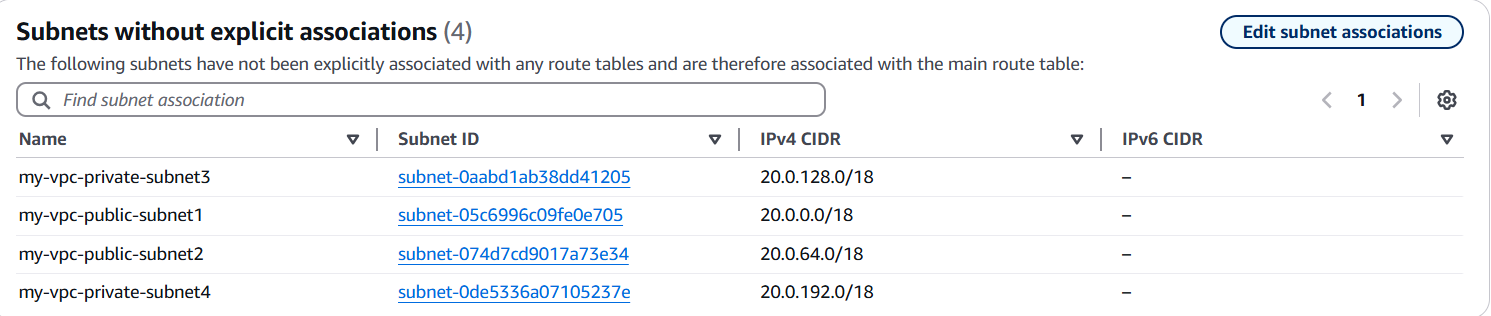 Subnets without explicit associations (4)
Edit subnet associations
The following subnets have not been explicitly associated with any route tables and are therefore associated with the main route table:
Find subnet association
1
Name Subnet ID IPv4 CIDR IPv6 CIDR
my-vpc-private-subnet3 subnet-0aabd1ab38dd41205 20.0.128.0/18 –
my-vpc-public-subnet1 subnet-05c6996c09fe0e705 20.0.0.0/18 –
my-vpc-public-subnet2 subnet-074d7cd9017a73e34 20.0.64.0/18 –
my-vpc-private-subnet4 subnet-0de5336a07105237e 20.0.192.0/18 –